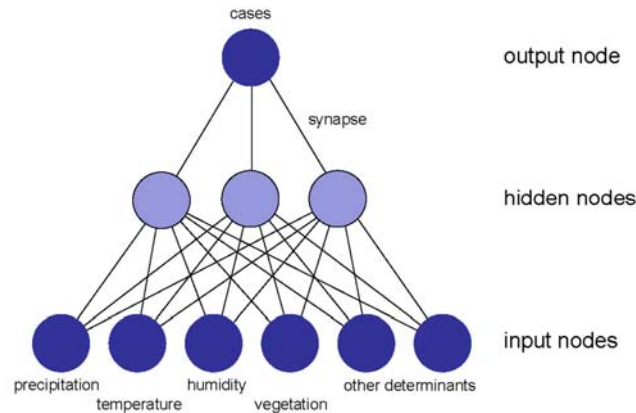 cases
output node
synapse
hidden nodes
input nodes
precipitation
humidity
other determinants
temperature
vegetation